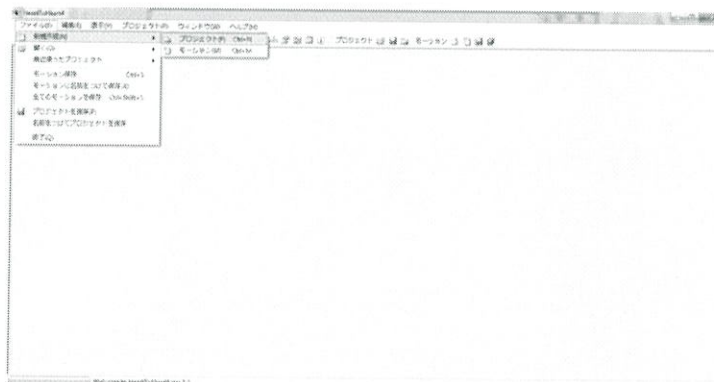 HeartToHeart4
ファイル(F) 編集(E) 表示(V) プロジェクト(P) ウィンドウ(W) ヘルプ(H)
新規作成(N) プロジェクト(P) Ctrl+N プロジェクト モーション
開く(O) モーション(M) Ctrl+M
最近使ったプロジェクト
モーション保存 Ctrl+S
モーションに名前をつけて保存(A)
全てのモーションを保存 Ctrl+Shift+S
プロジェクトを保存(P)
名前をつけてプロジェクトを保存
終了(Q)
Welcome to HeartToHeart4